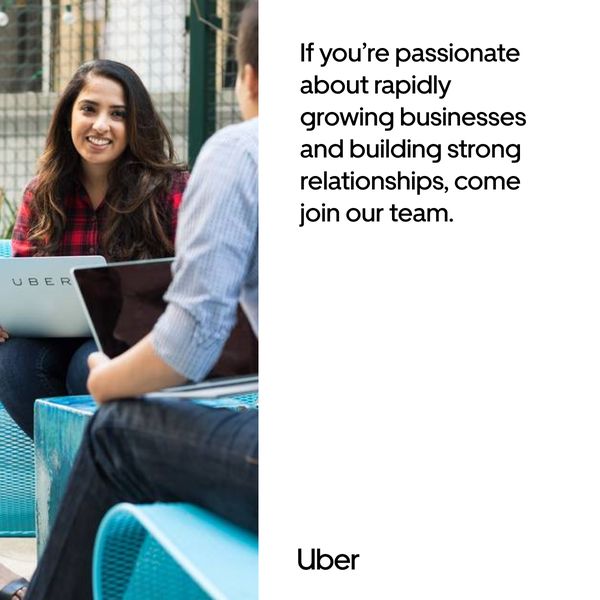 If you’re passionate
about rapidly
growing businesses
and building strong
relationships, come
join our team.
UBER
Uber